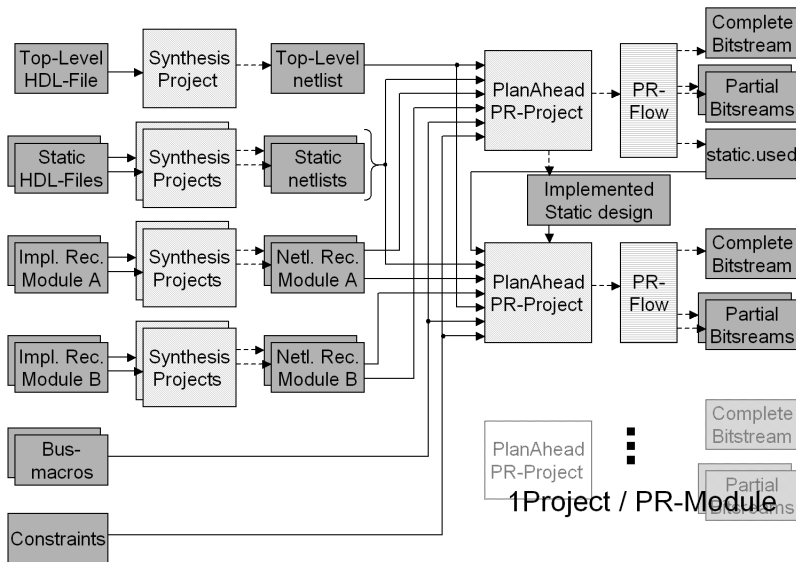 Top-Level
HDL-File
Synthesis
Project
Top-Level
netlist
PlanAhead
PR-Project
PR-
Flow
Complete
Bitstream
Partial
Bitsreams
static.used
Static
HDL-Files
Synthesis
Projects
Static
netlists
Implemented
Static design
Impl. Rec.
Module A
Synthesis
Projects
Netl. Rec.
Module A
PlanAhead
PR-Project
PR-
Flow
Complete
Bitstream
Partial
Bitsreams
Impl. Rec.
Module B
Synthesis
Projects
Netl. Rec.
Module B
Bus-
macros
PlanAhead
PR-Project
Complete
Bitstream
Partial
Bitsreams
1Project / PR-Module
Constraints